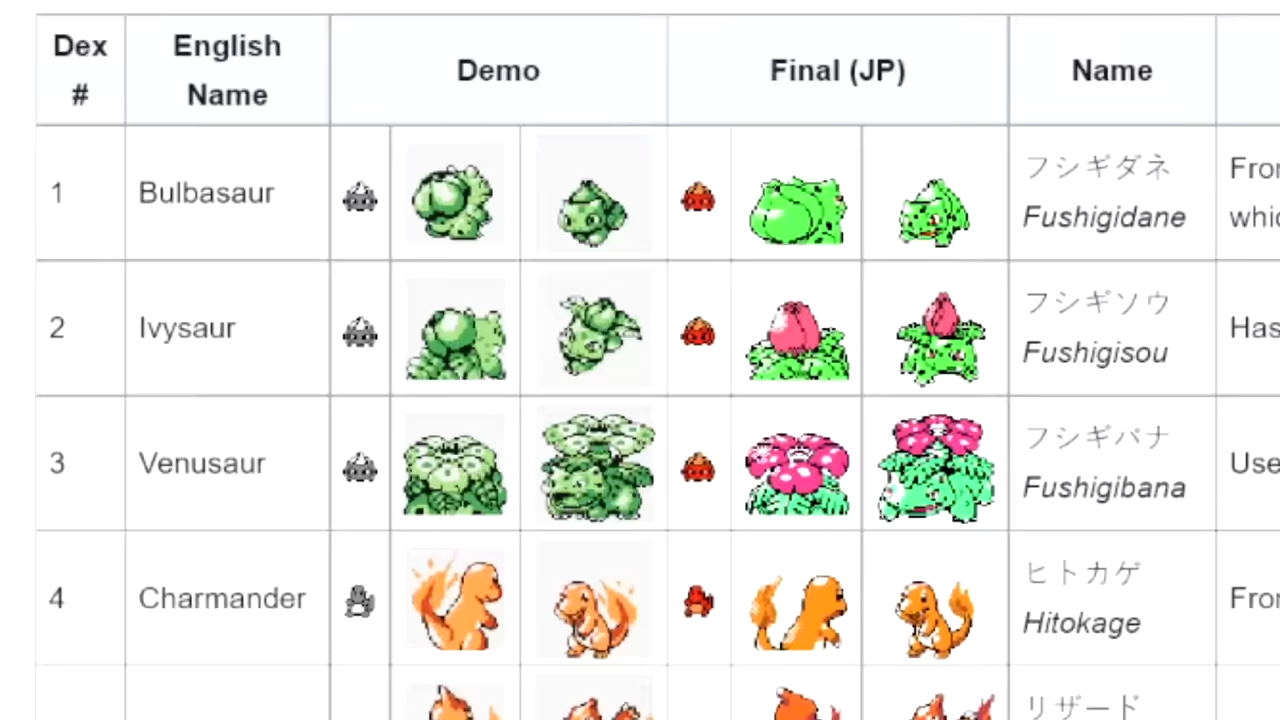 Dex #
English Name
Demo
Final (JP)
Name
1
Bulbasaur
フシギダネ
Fushigidane
2
Ivysaur
フシギソウ
Fushigisou
Has
3
Venusaur
フシギバナ
Fushigibana
Use
4
Charmander
ヒトカゲ
Hitokage
リザード